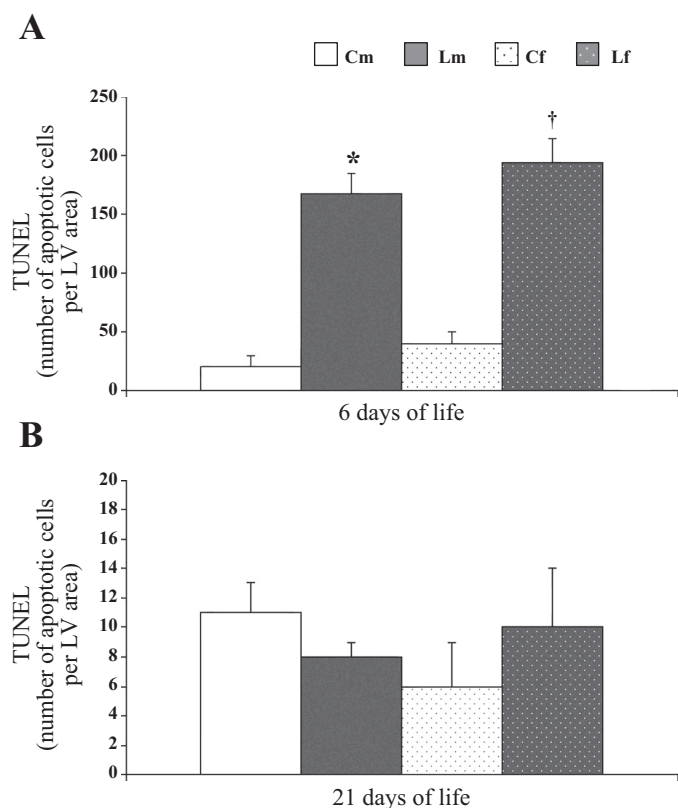 A
Cm Lm Cf Lf
250
200
150
100
50
0
TUNEL
(number of apoptotic cells
per LV area)
*
†
6 days of life
B
20
18
16
14
12
10
8
6
4
2
0
TUNEL
(number of apoptotic cells
per LV area)
21 days of life